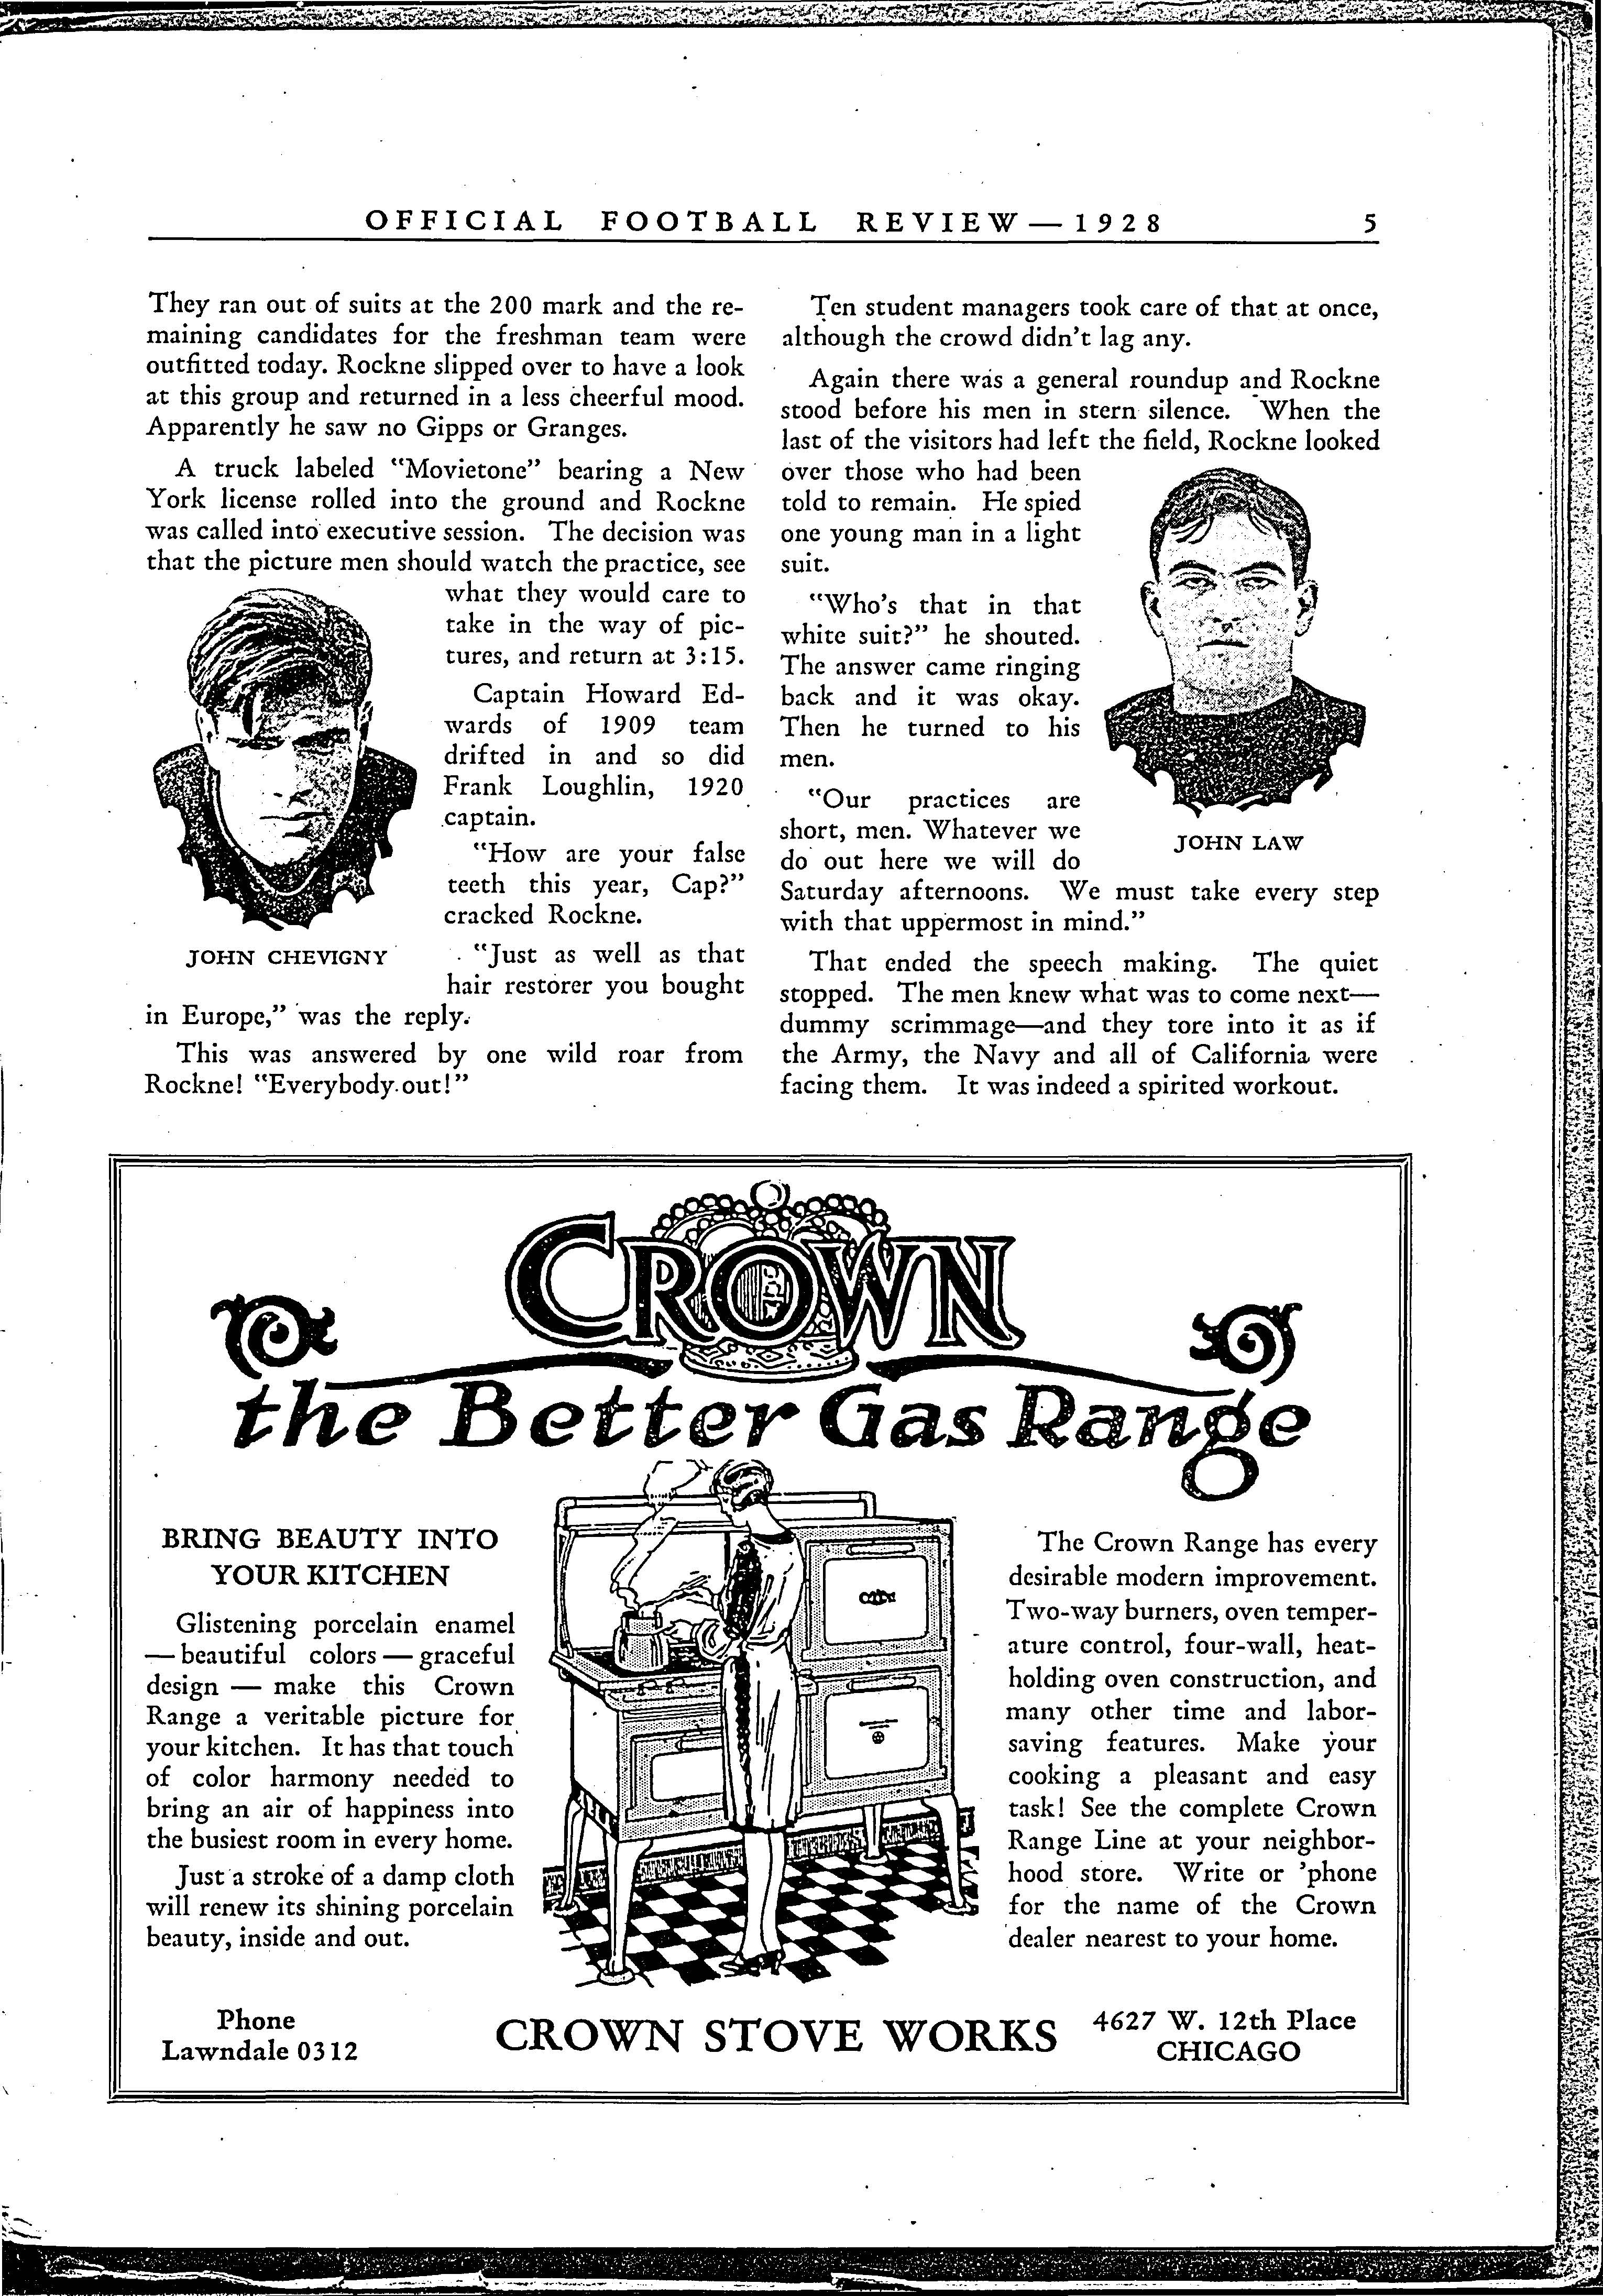 OFFICIAL FOOTBALL REVIEW — 1928 5
They ran out of suits at the 200 mark and the re-
maining candidates for the freshman team were
outfitted today. Rockne slipped over to have a look
at this group and returned in a less cheerful mood.
Apparently he saw no Gipps or Granges.
A truck labeled "Movietone" bearing a New
York license rolled into the ground and Rockne
was called into executive session. The decision was
that the picture men should watch the practice, see
what they would care to
take in the way of pic-
tures, and return at 3:15.
Captain Howard Ed-
wards of 1909 team
drifted in and so did
Frank Loughlin, 1920
captain.
"How are your false
teeth this year, Cap?"
cracked Rockne.
"Just as well as that
hair restorer you bought
in Europe," was the reply.
This was answered by one wild roar from
Rockne! "Everybody out!"
JOHN CHEVIGNY
Ten student managers took care of that at once,
although the crowd didn't lag any.
Again there was a general roundup and Rockne
stood before his men in stern silence. When the
last of the visitors had left the field, Rockne looked
over those who had been
told to remain. He spied
one young man in a light
suit.
"Who's that in that
white suit?" he shouted.
The answer came ringing
back and it was okay.
Then he turned to his
men.
"Our practices are
short, men. Whatever we
do out here we will do
Saturday afternoons. We must take every step
with that uppermost in mind."
That ended the speech making. The quiet
stopped. The men knew what was to come next—
dummy scrimmage—and they tore into it as if
the Army, the Navy and all of California were
facing them. It was indeed a spirited workout.
JOHN LAW
CROWN
the Better Gas Range
BRING BEAUTY INTO
YOUR KITCHEN
Glistening porcelain enamel
— beautiful colors — graceful
design — make this Crown
Range a veritable picture for
your kitchen. It has that touch
of color harmony needed to
bring an air of happiness into
the busiest room in every home.
Just a stroke of a damp cloth
will renew its shining porcelain
beauty, inside and out.
The Crown Range has every
desirable modern improvement.
Two-way burners, oven temper-
ature control, four-wall, heat-
holding oven construction, and
many other time and labor-
saving features. Make your
cooking a pleasant and easy
task! See the complete Crown
Range Line at your neighbor-
hood store. Write or 'phone
for the name of the Crown
dealer nearest to your home.
Phone
Lawndale 0312
CROWN STOVE WORKS
4627 W. 12th Place
CHICAGO